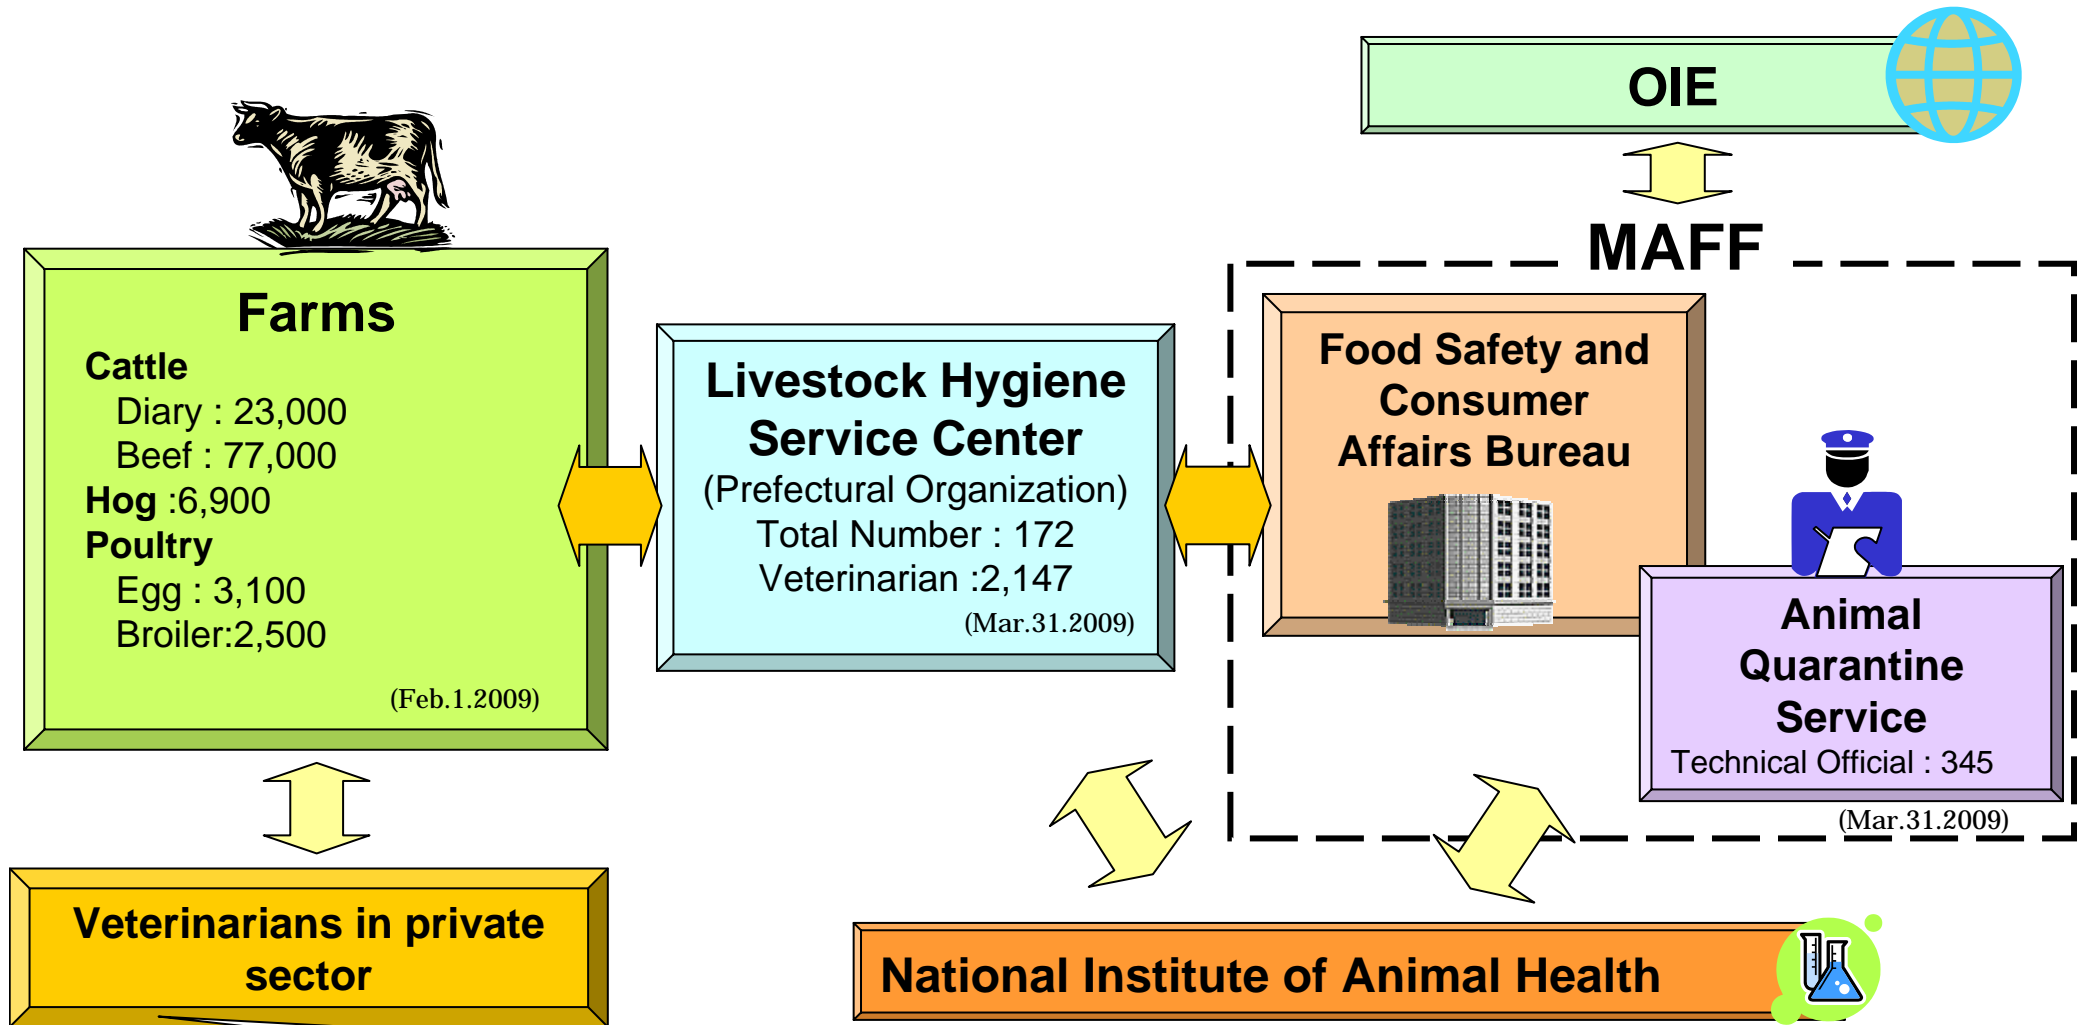 OIE
MAFF
Farms
Cattle
Diary : 23,000
Beef : 77,000
Hog :6,900
Poultry
Egg : 3,100
Broiler:2,500
(Feb.1.2009)
Livestock Hygiene
Service Center
(Prefectural Organization)
Total Number : 172
Veterinarian :2,147
(Mar.31.2009)
Food Safety and
Consumer
Affairs Bureau
Animal
Quarantine
Service
Technical Official : 345
(Mar.31.2009)
Veterinarians in private
sector
National Institute of Animal Health